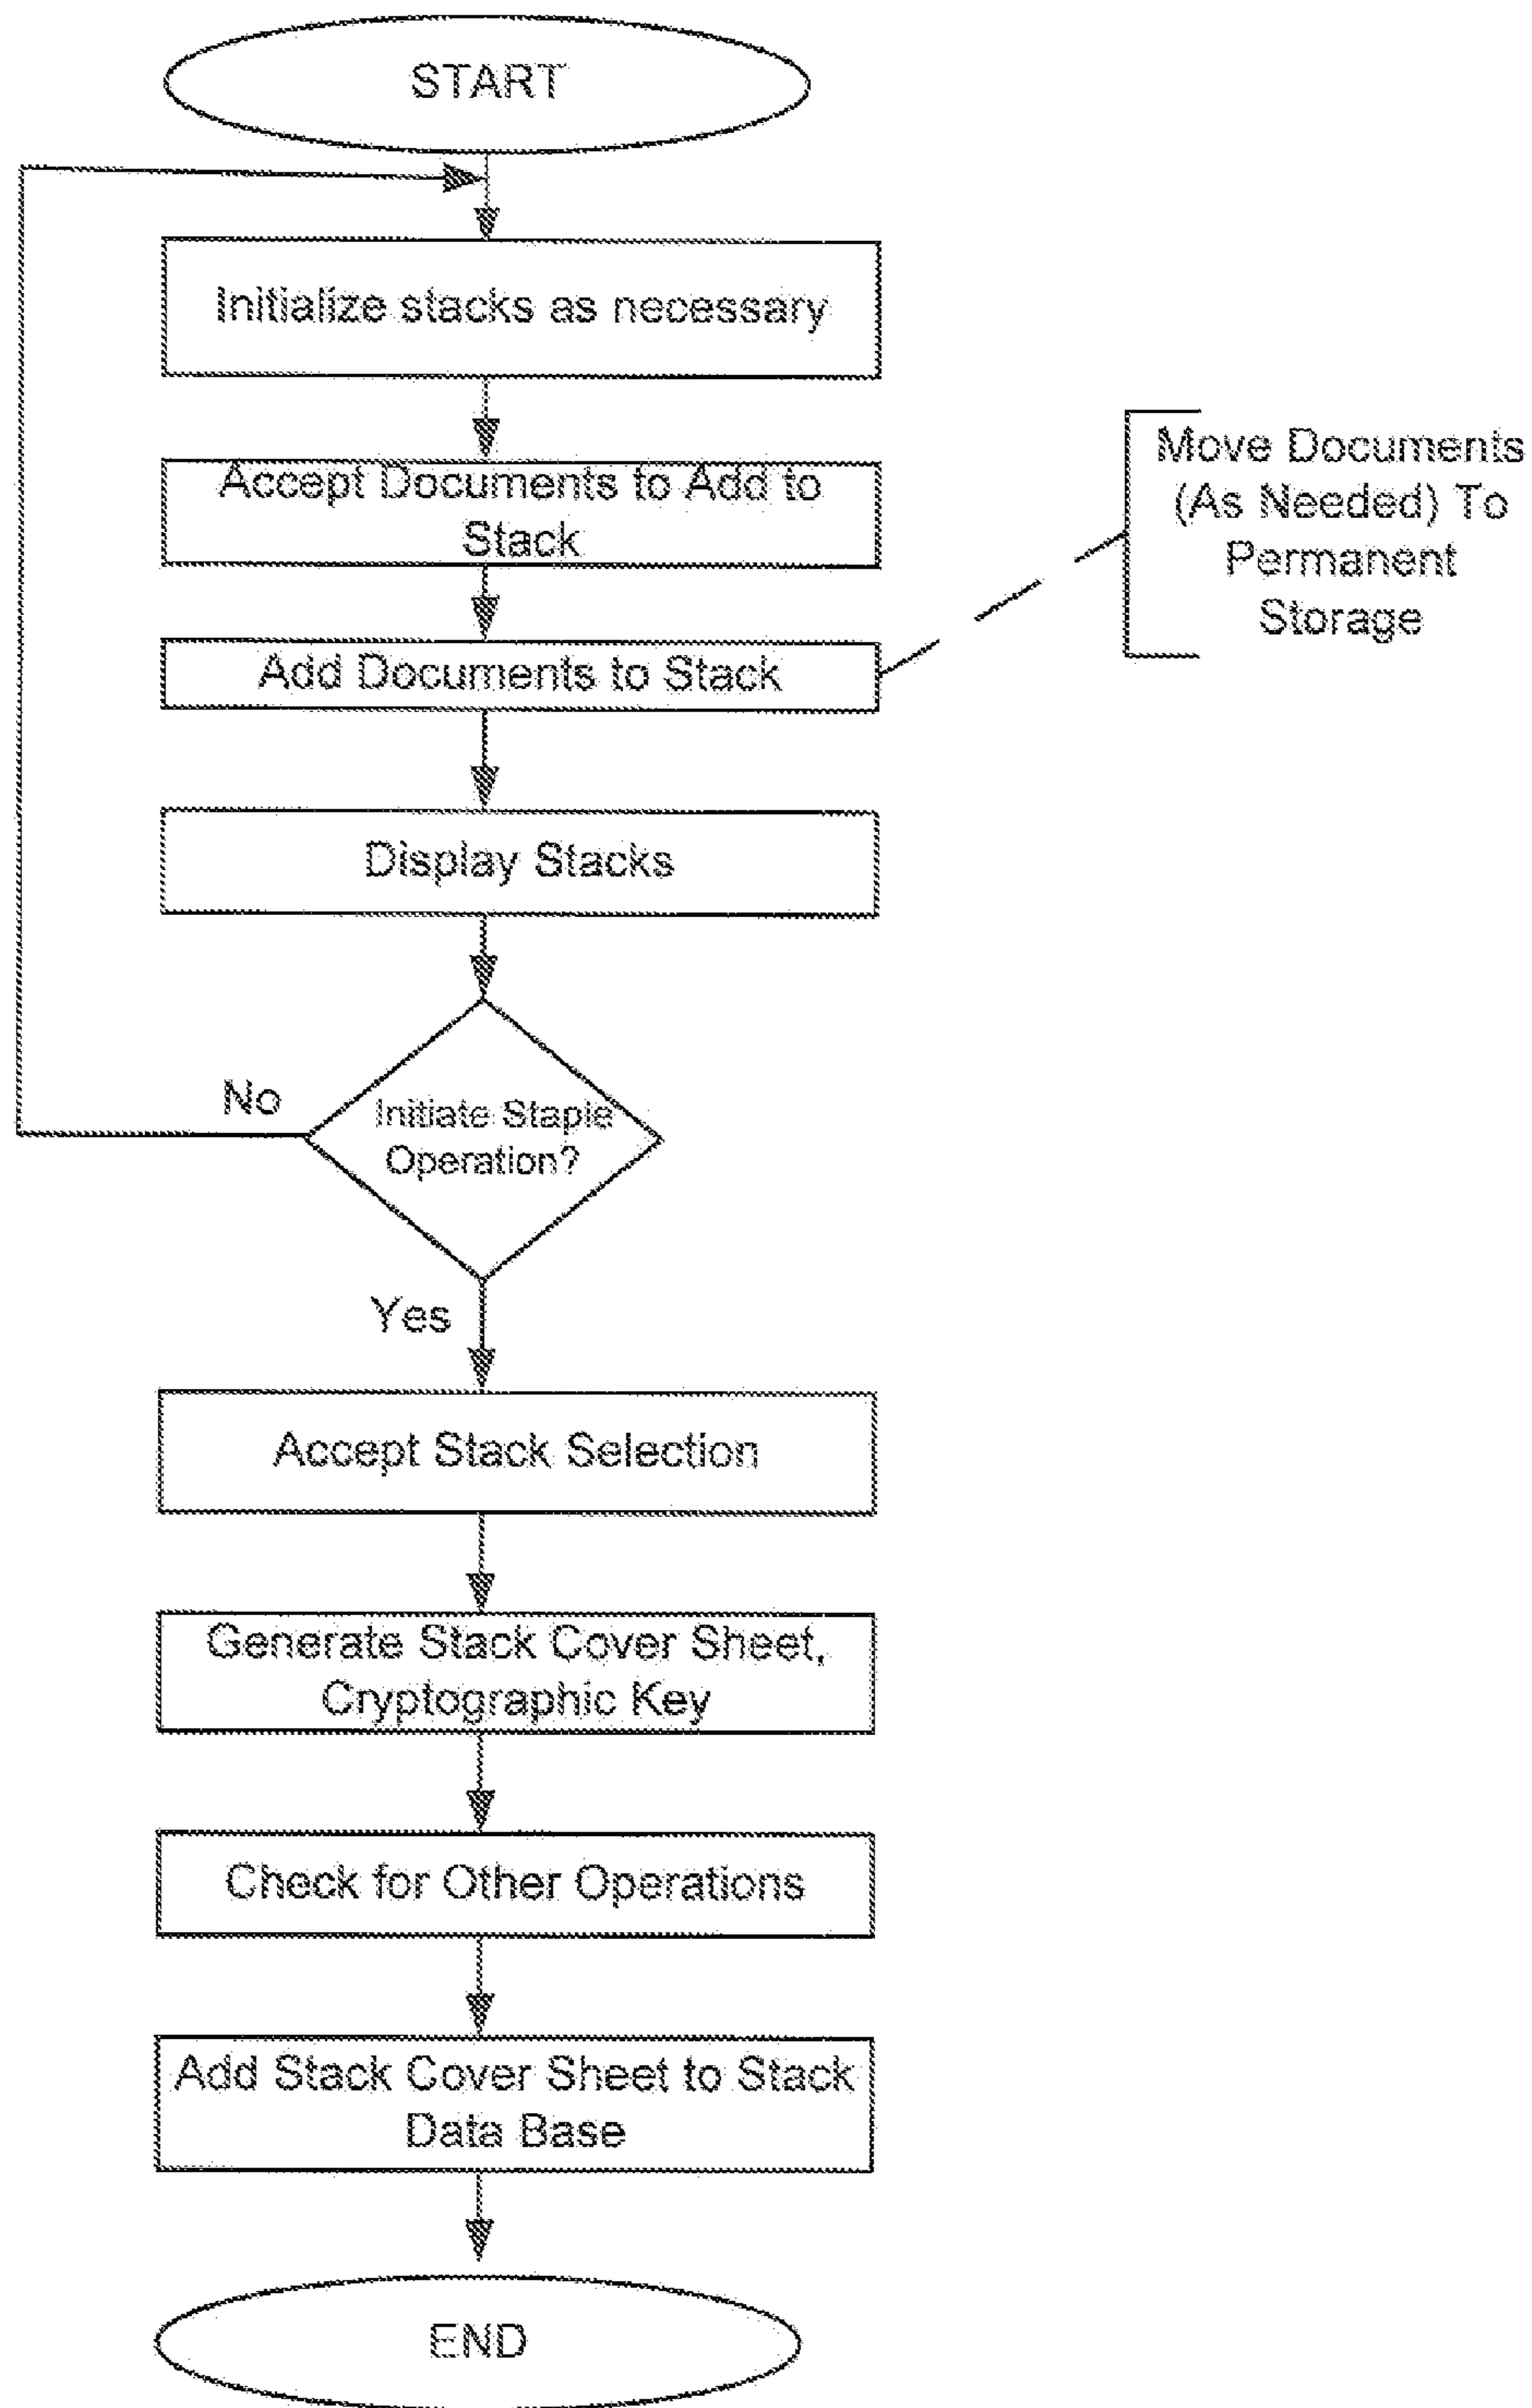 START
Initialize stacks as necessary
Accept Documents to Add to
Stack
Move Documents
(As Needed) To
Permanent
Storage
Add Documents to Stack
Display Stacks
No
Initiate Staple
Operation?
Yes
Accept Stack Selection
Generate Stack Cover Sheet,
Cryptographic Key
Check for Other Operations
Add Stack Cover Sheet to Stack
Data Base
END